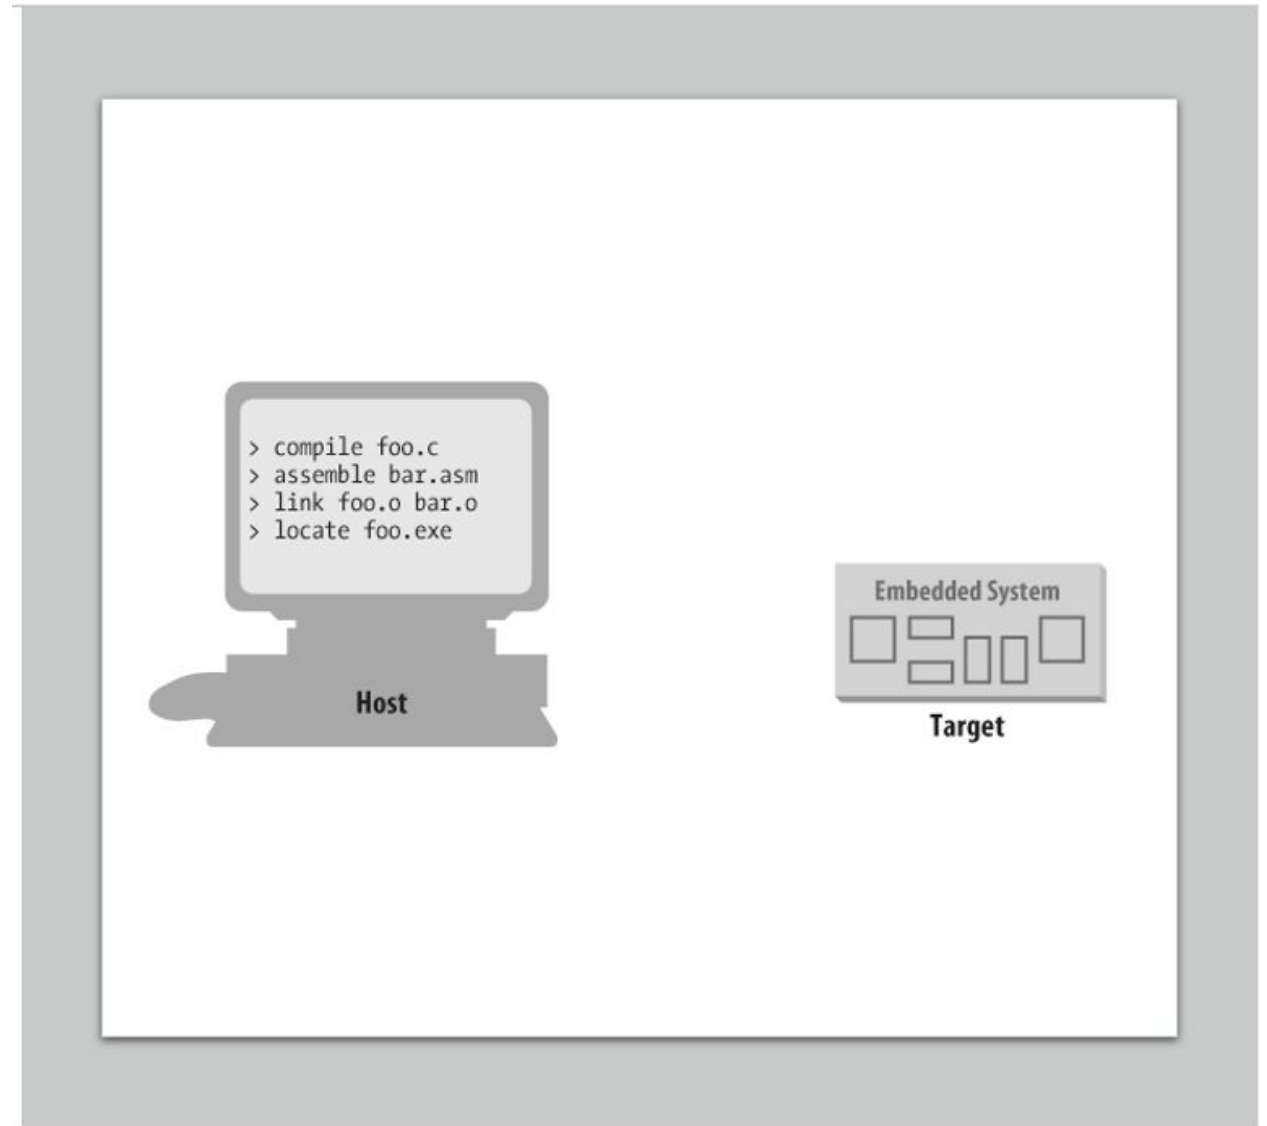 > compile foo.c
> assemble bar.asm
> link foo.o bar.o
> locate foo.exe
Host
Embedded System
Target